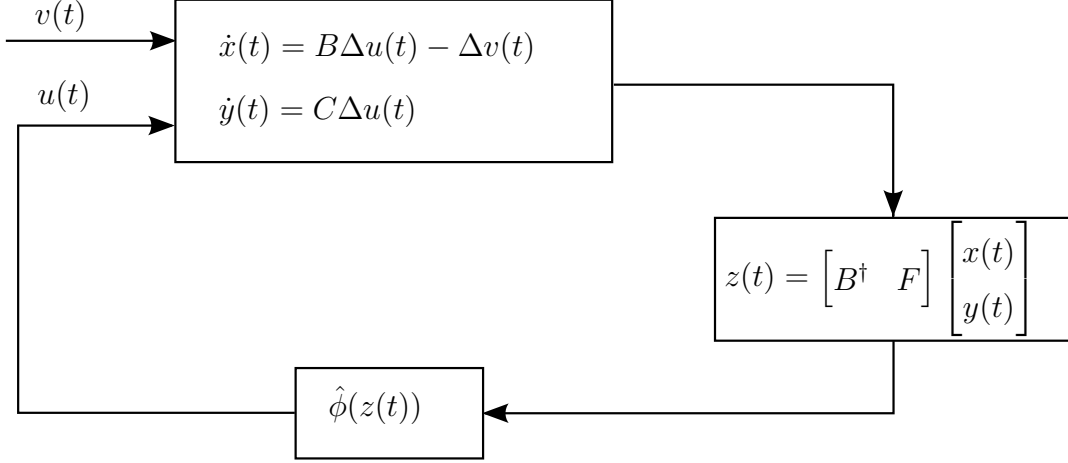 v(t)
ẋ(t) = BΔu(t) − Δv(t)
u(t)
ẏ(t) = CΔu(t)
z(t) = [B† F] [x(t) y(t)]
φ̂(z(t))